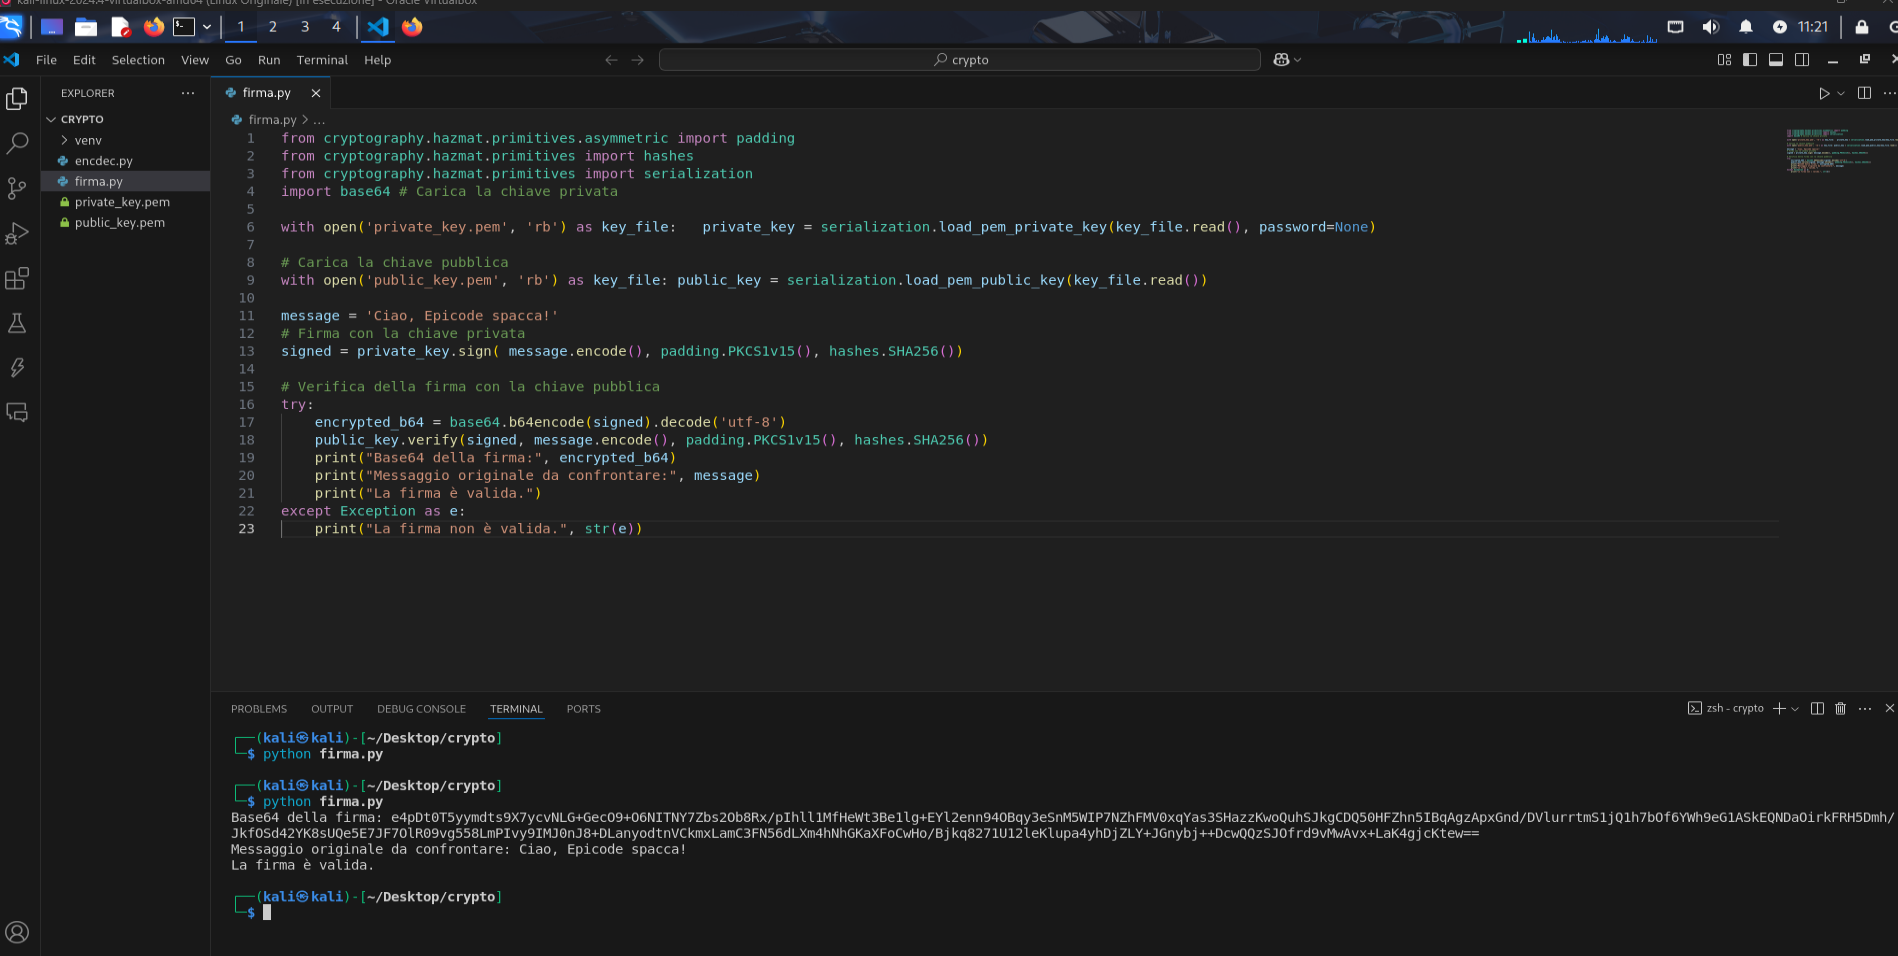 kali-linux-2024.4-virtualbox-amd64 (Linux Originale) [In esecuzione] - Oracle VirtualBox
1 2 3 4 11:21
File Edit Selection View Go Run Terminal Help crypto
EXPLORER
CRYPTO
venv
encdec.py
firma.py
private_key.pem
public_key.pem
firma.py
firma.py > ...
1 from cryptography.hazmat.primitives.asymmetric import padding
2 from cryptography.hazmat.primitives import hashes
3 from cryptography.hazmat.primitives import serialization
4 import base64 # Carica la chiave privata
5
6 with open('private_key.pem', 'rb') as key_file:   private_key = serialization.load_pem_private_key(key_file.read(), password=None)
7
8 # Carica la chiave pubblica
9 with open('public_key.pem', 'rb') as key_file: public_key = serialization.load_pem_public_key(key_file.read())
10
11 message = 'Ciao, Epicode spacca!'
12 # Firma con la chiave privata
13 signed = private_key.sign( message.encode(), padding.PKCS1v15(), hashes.SHA256())
14
15 # Verifica della firma con la chiave pubblica
16 try:
17     encrypted_b64 = base64.b64encode(signed).decode('utf-8')
18     public_key.verify(signed, message.encode(), padding.PKCS1v15(), hashes.SHA256())
19     print("Base64 della firma:", encrypted_b64)
20     print("Messaggio originale da confrontare:", message)
21     print("La firma è valida.")
22 except Exception as e:
23     print("La firma non è valida.", str(e))
PROBLEMS OUTPUT DEBUG CONSOLE TERMINAL PORTS zsh - crypto
(kali㉿kali)-[~/Desktop/crypto]
$ python firma.py
(kali㉿kali)-[~/Desktop/crypto]
$ python firma.py
Base64 della firma: e4pDt0T5yymdts9X7ycvNLG+GecO9+O6NITNY7Zbs2Ob8Rx/pIhll1MfHeWt3Be1lg+EYl2enn94OBqy3eSnM5WIP7NZhFMV0xqYas3SHazzKwoQuhSJkgCDQ50HFZhn5IBqAgzApxGnd/DVlurrtmS1jQ1h7bOf6YWh9eG1ASkEQNDaOirkFRH5Dmh/
JkfOSd42YK8sUQe5E7JF7OlR09vg558LmPIvy9IMJ0nJ8+DLanyodtnVCkmxLamC3FN56dLXm4hNhGKaXFoCwHo/Bjkq8271U12leKlupa4yhDjZLY+JGnybj++DcwQQzSJOfrd9vMwAvx+LaK4gjcKtew==
Messaggio originale da confrontare: Ciao, Epicode spacca!
La firma è valida.
(kali㉿kali)-[~/Desktop/crypto]
$